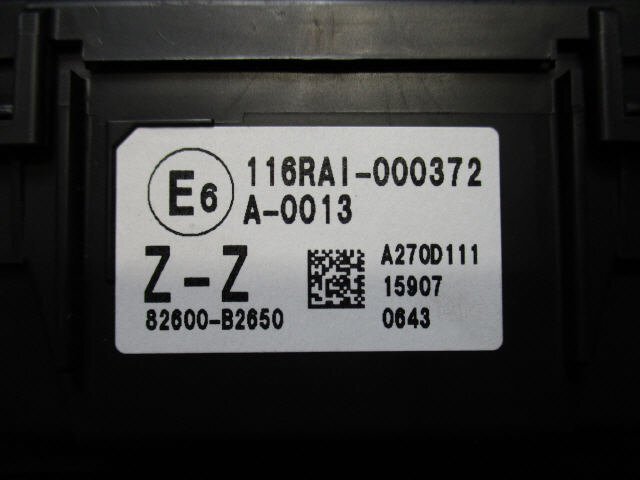 E6 116RAI-000372
A-0013
Z-Z A270D111
15907
82600-B2650 0643